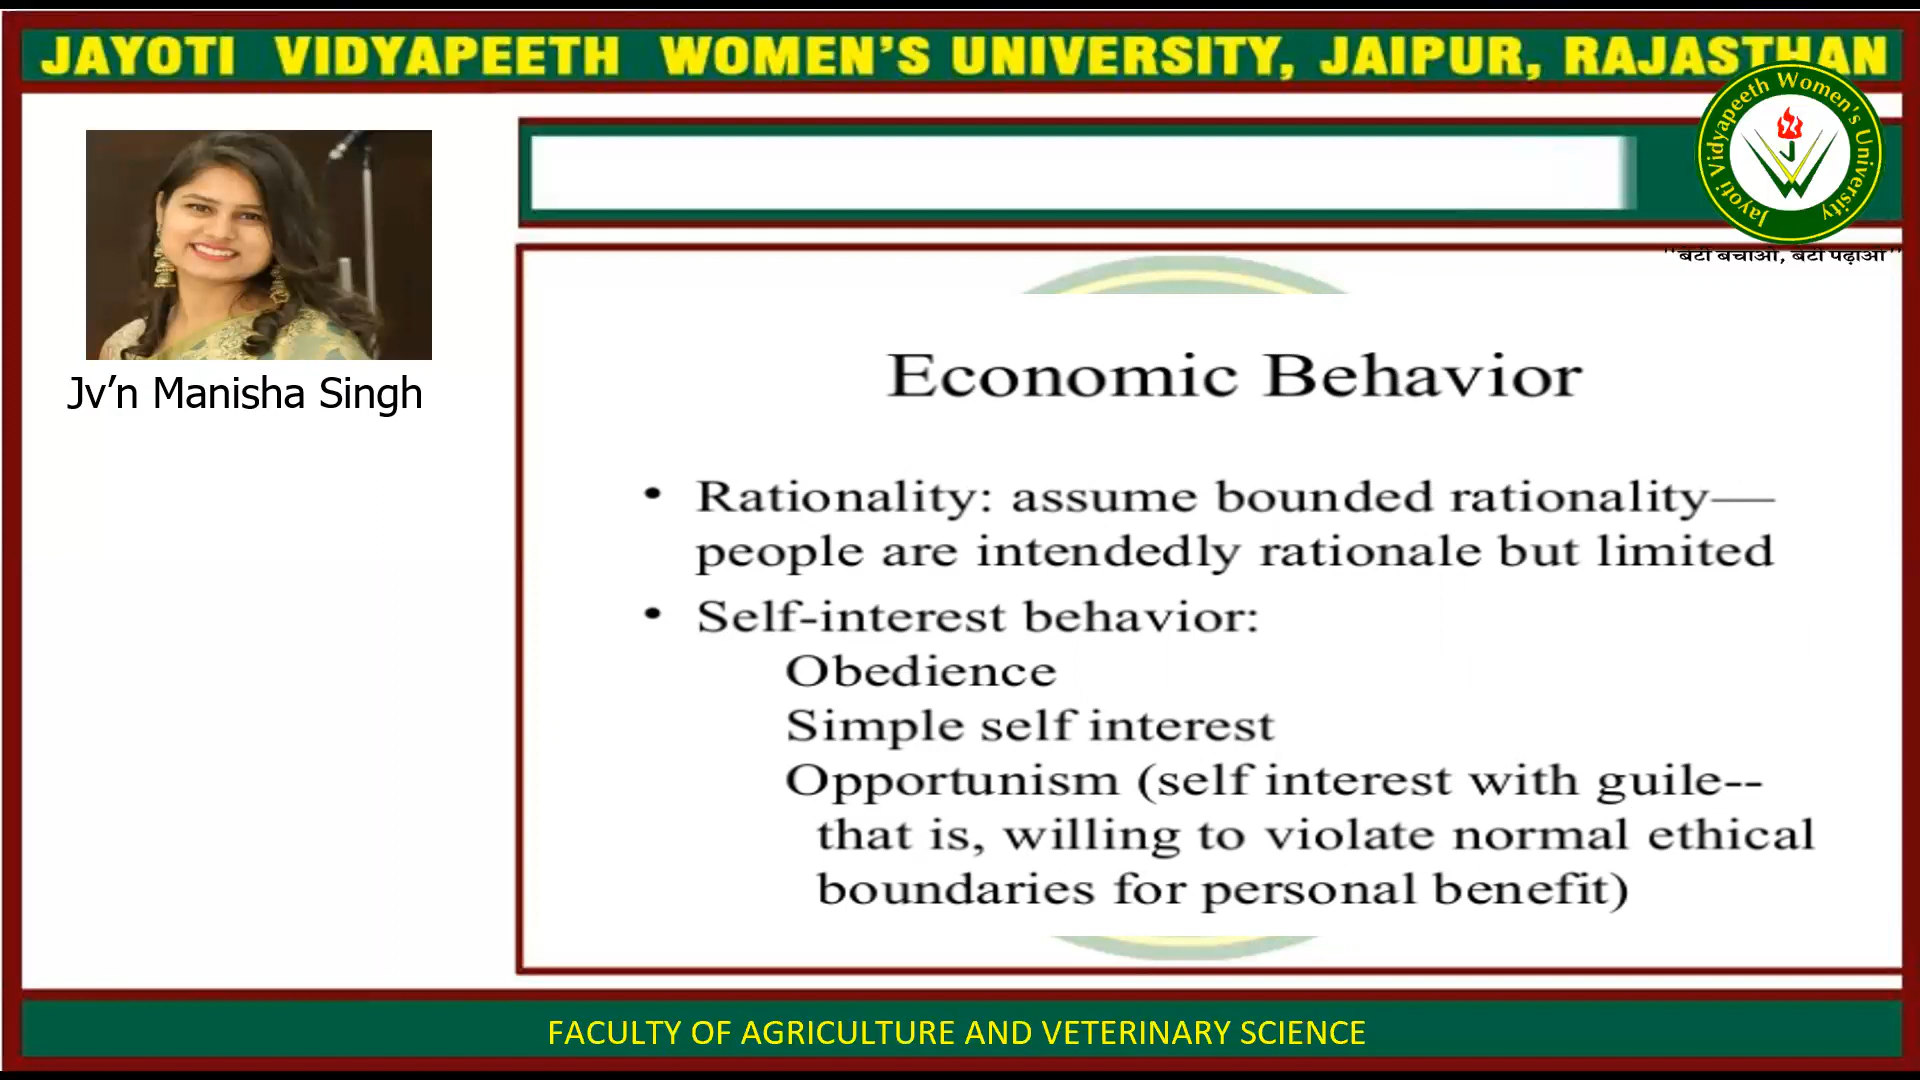 JAYOTI VIDYAPEETH WOMEN'S UNIVERSITY, JAIPUR, RAJASTHAN
Jayoti Vidyapeeth Women's University
"बेटी बचाओ, बेटी पढ़ाओ"
Jv'n Manisha Singh
Economic Behavior
• Rationality: assume bounded rationality—
people are intendedly rationale but limited
• Self-interest behavior:
Obedience
Simple self interest
Opportunism (self interest with guile--
that is, willing to violate normal ethical
boundaries for personal benefit)
FACULTY OF AGRICULTURE AND VETERINARY SCIENCE